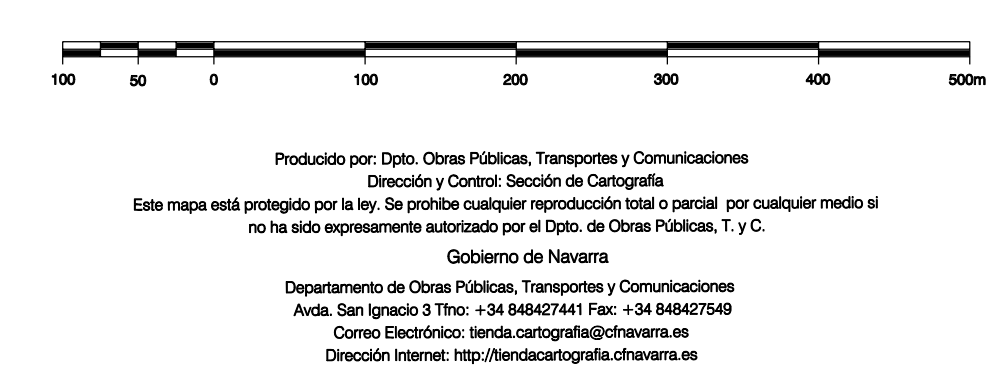 100 50 0 100 200 300 400 500m
Producido por: Dpto. Obras Públicas, Transportes y Comunicaciones
Dirección y Control: Sección de Cartografía
Este mapa está protegido por la ley. Se prohibe cualquier reproducción total o parcial por cualquier medio si
no ha sido expresamente autorizado por el Dpto. de Obras Públicas, T. y C.
Gobierno de Navarra
Departamento de Obras Públicas, Transportes y Comunicaciones
Avda. San Ignacio 3 Tfno: +34 848427441 Fax: +34 848427549
Correo Electrónico: tienda.cartografia@cfnavarra.es
Dirección Internet: http://tiendacartografia.cfnavarra.es